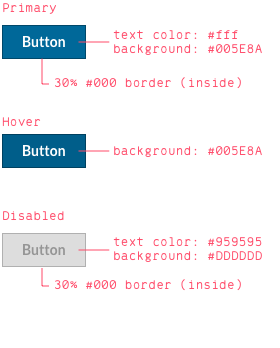 Primary
Button
text color: #fff
background: #005E8A
30% #000 border (inside)
Hover
Button
background: #005E8A
Disabled
Button
text color: #959595
background: #DDDDDD
30% #000 border (inside)